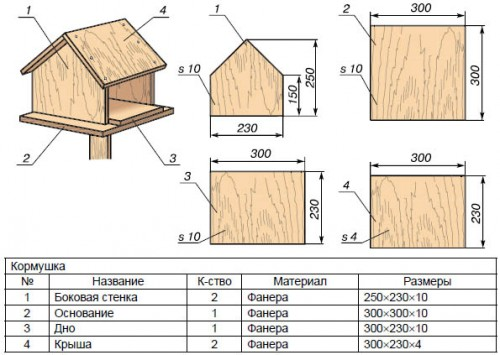 1
4
2
3
1
s 10
150
250
230
2
s 10
300
300
3
s 10
300
230
4
s 4
300
230
Кормушка
№ Название К-ство Материал Размеры
1 Боковая стенка 2 Фанера 250×230×10
2 Основание 1 Фанера 300×300×10
3 Дно 1 Фанера 300×230×10
4 Крыша 2 Фанера 300×230×4